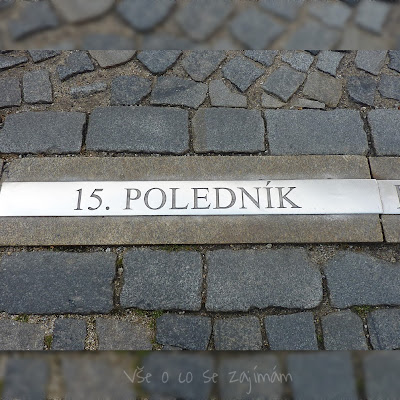 15. POLEDNÍK
Vše o co se zajímám